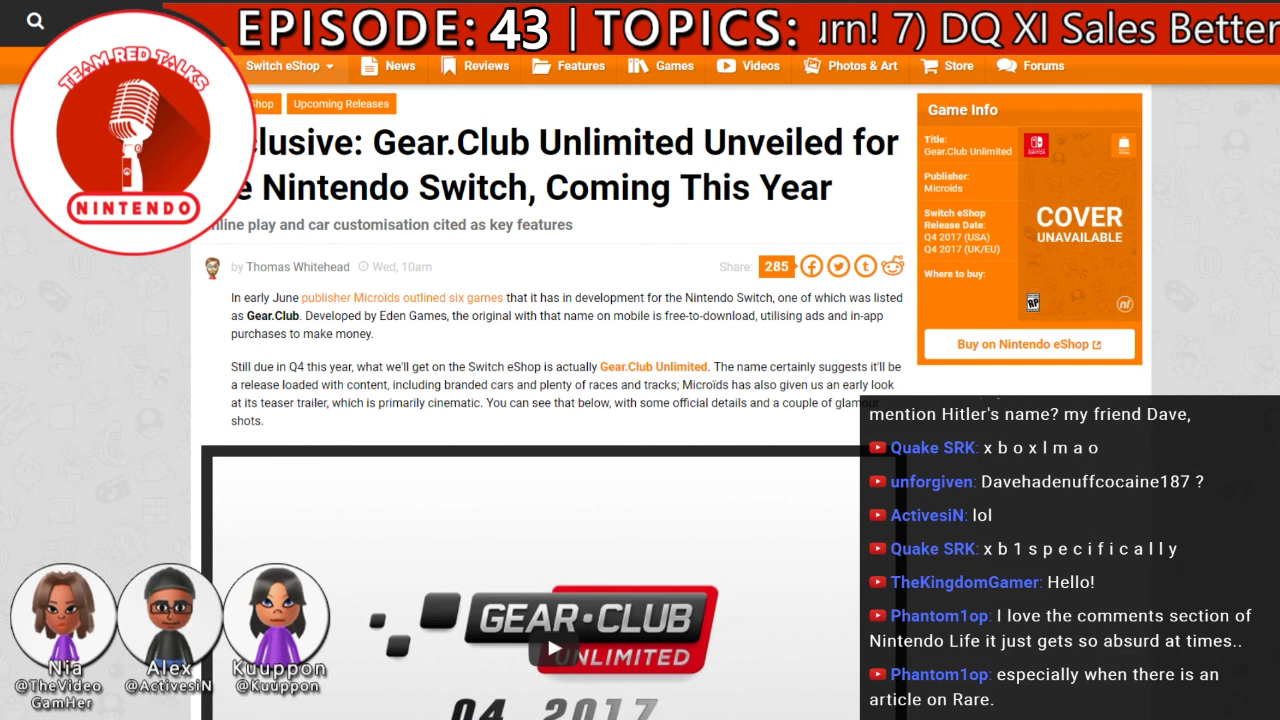 EPISODE: 43 | TOPICS: urn! 7) DQ XI Sales Better
TEAM RED TALKS
NINTENDO
Switch eShop News Reviews Features Games Videos Photos & Art Store Forums
hop Upcoming Releases
lusive: Gear.Club Unlimited Unveiled for
e Nintendo Switch, Coming This Year
nline play and car customisation cited as key features
by Thomas Whitehead Wed, 10am
Share: 285
In early June publisher Microïds outlined six games that it has in development for the Nintendo Switch, one of which was listed
as Gear.Club. Developed by Eden Games, the original with that name on mobile is free-to-download, utilising ads and in-app
purchases to make money.
Still due in Q4 this year, what we'll get on the Switch eShop is actually Gear.Club Unlimited. The name certainly suggests it'll be
a release loaded with content, including branded cars and plenty of races and tracks; Microïds has also given us an early look
at its teaser trailer, which is primarily cinematic. You can see that below, with some official details and a couple of glamour
shots.
GEAR·CLUB
UNLIMITED
Q4 2017
Game Info
Title:
Gear.Club Unlimited
Publisher:
Microids
Switch eShop
Release Date:
Q4 2017 (USA)
Q4 2017 (UK/EU)
Where to buy:
NINTENDO SWITCH
COVER
UNAVAILABLE
RP
nl
Buy on Nintendo eShop
mention Hitler's name? my friend Dave,
Quake SRK: x b o x l m a o
unforgiven: Davehadenuffcocaine187 ?
ActivesiN: lol
Quake SRK: x b 1 s p e c i f i c a l l y
TheKingdomGamer: Hello!
Phantom1op: I love the comments section of
Nintendo Life it just gets so absurd at times..
Phantom1op: especially when there is an
article on Rare.
Nia
@TheVideo
GamHer
Alex
@ActivesiN
Kuuppon
@Kuuppon